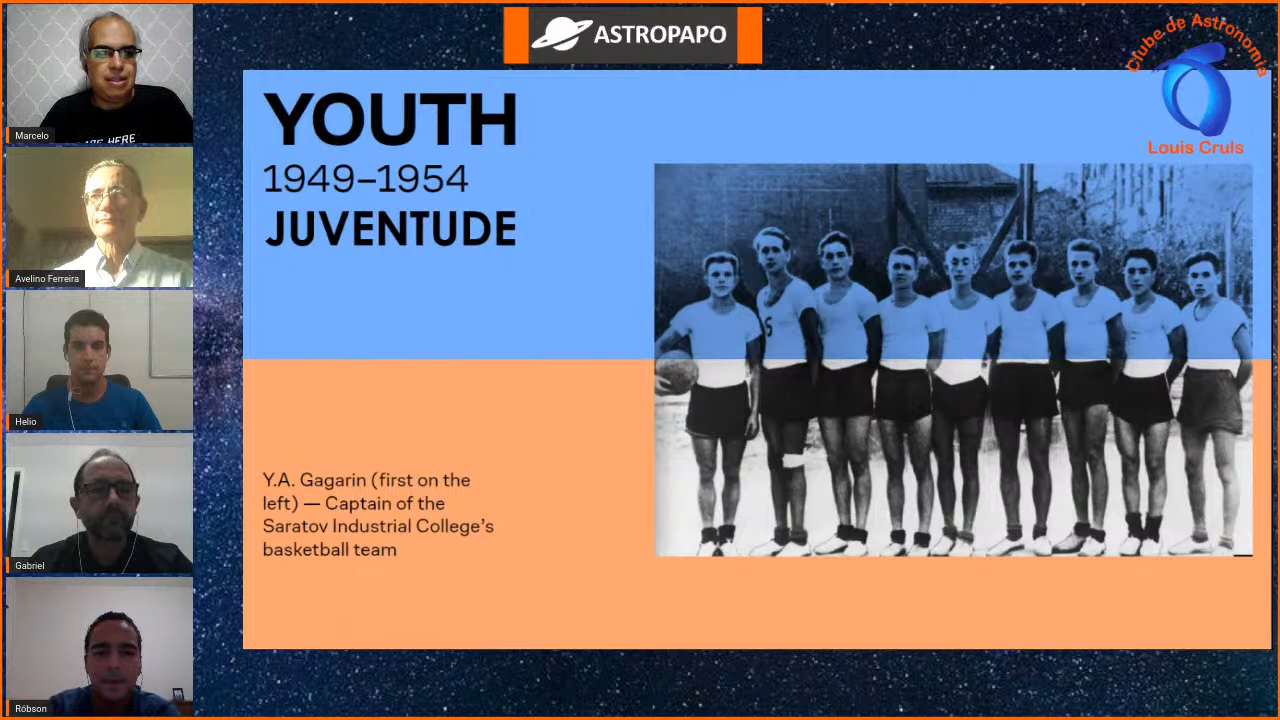 ASTROPAPO
Clube de Astronomia
Louis Cruls
YOUTH
1949–1954
JUVENTUDE
Y.A. Gagarin (first on the
left) — Captain of the
Saratov Industrial College's
basketball team
S
HERE
Marcelo
Avelino Ferreira
Helio
Gabriel
Róbson